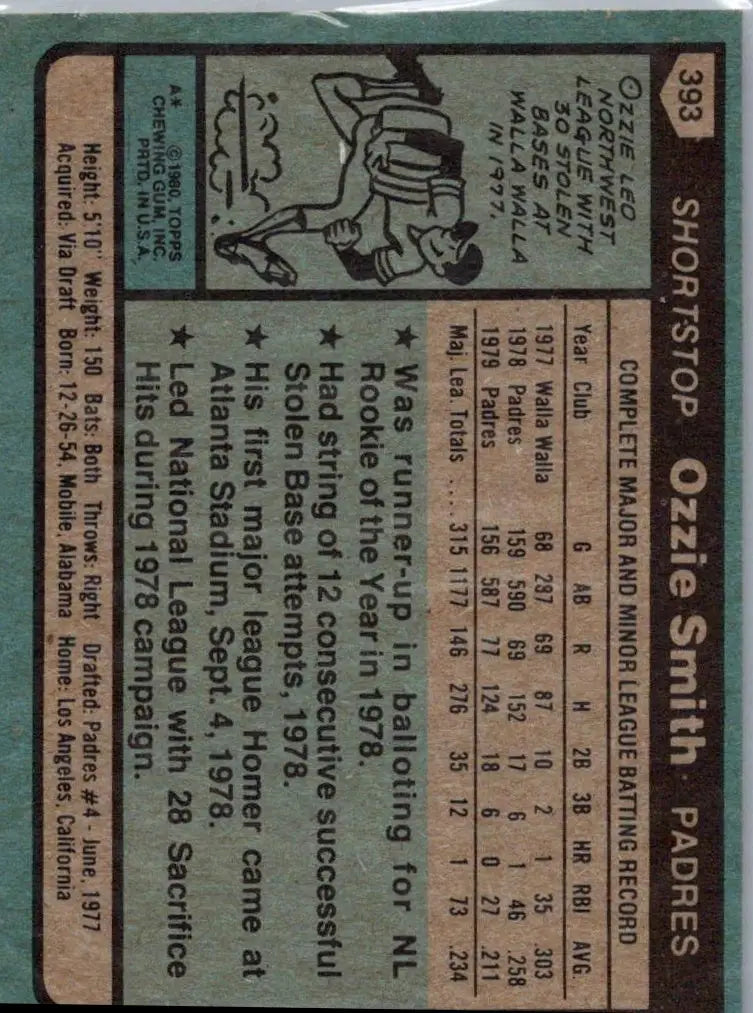 393 SHORTSTOP Ozzie Smith PADRES
OZZIE LED
NORTHWEST
LEAGUE WITH
30 STOLEN
BASES AT
WALLA WALLA
IN 1977.
A* ©1980, TOPPS
CHEWING GUM, INC.
PRTD. IN U.S.A.
COMPLETE MAJOR AND MINOR LEAGUE BATTING RECORD
Year Club G AB R H 2B 3B HR RBI AVG.
1977 Walla Walla 68 287 69 87 10 2 1 35 .303
1978 Padres 159 590 69 152 17 6 1 46 .258
1979 Padres 156 587 77 124 18 6 0 27 .211
Maj. Lea. Totals .... 315 1177 146 276 35 12 1 73 .234
★ Was runner-up in balloting for NL
Rookie of the Year in 1978.
★ Had string of 12 consecutive successful
Stolen Base attempts, 1978.
★ His first major league Homer came at
Atlanta Stadium, Sept. 4, 1978.
★ Led National League with 28 Sacrifice
Hits during 1978 campaign.
Height: 5'10" Weight: 150 Bats: Both Throws: Right Drafted: Padres #4 - June, 1977
Acquired: Via Draft Born: 12-26-54, Mobile, Alabama Home: Los Angeles, California